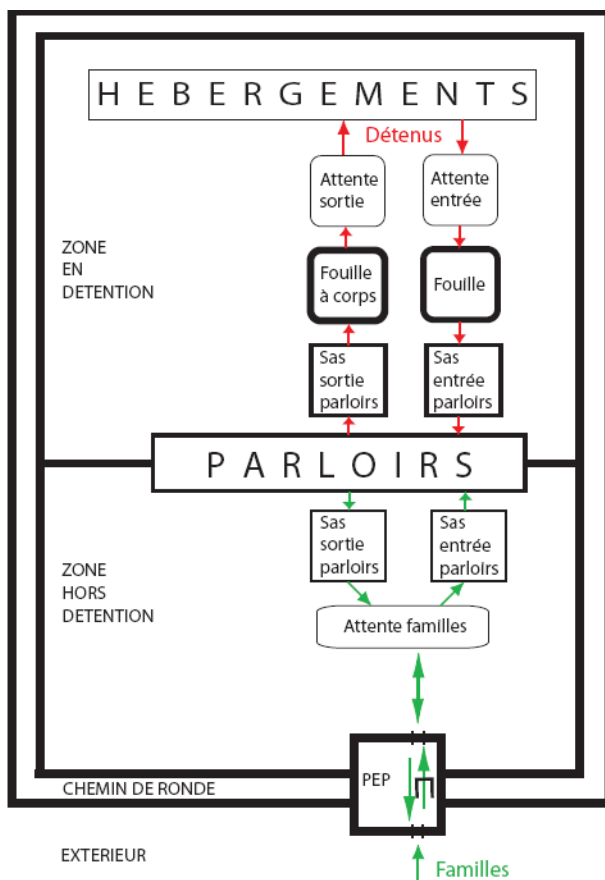 HEBERGEMENTS
Détenus
Attente
sortie
Attente
entrée
ZONE
EN
DETENTION
Fouille
à corps
Fouille
Sas
sortie
parloirs
Sas
entrée
parloirs
PARLOIRS
Sas
sortie
parloirs
Sas
entrée
parloirs
ZONE
HORS
DETENTION
Attente familles
PEP
CHEMIN DE RONDE
EXTERIEUR
Familles